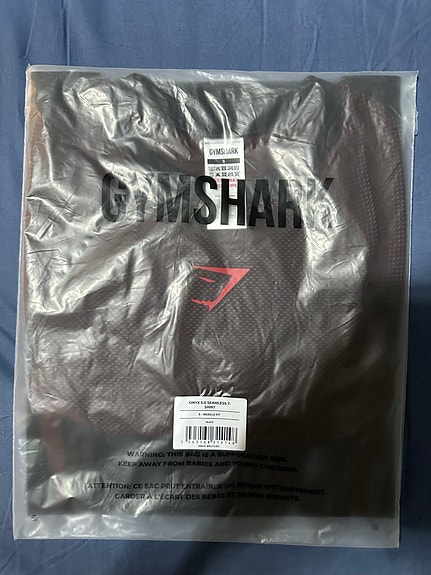 GYMSHARK
S
GYMSHARK
ONYX 5.0 SEAMLESS T-
SHIRT
S - MUSCLE FIT
BLACK
WARNING: THIS BAG IS A SUFFOCATION RISK.
KEEP AWAY FROM BABIES AND YOUNG CHILDREN.
ATTENTION: CE SAC PEUT ENTRAÎNER UN RISQUE D'ÉTOUFFEMENT.
GARDER À L'ÉCART DES BÉBÉS ET JEUNES ENFANTS.